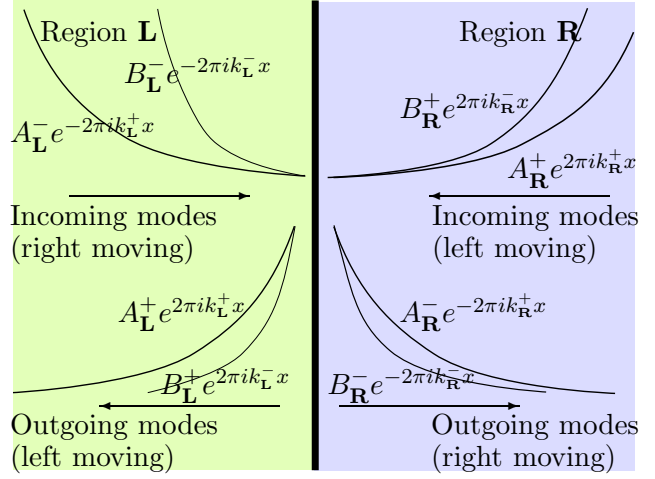 Region L
Region R
B_L^- e^{-2πik_L^- x}
A_L^- e^{-2πik_L^+ x}
B_R^+ e^{2πik_R^- x}
A_R^+ e^{2πik_R^+ x}
Incoming modes
(right moving)
Incoming modes
(left moving)
A_L^+ e^{2πik_L^+ x}
A_R^- e^{-2πik_R^+ x}
B_L^+ e^{2πik_L^- x}
B_R^- e^{-2πik_R^- x}
Outgoing modes
(left moving)
Outgoing modes
(right moving)